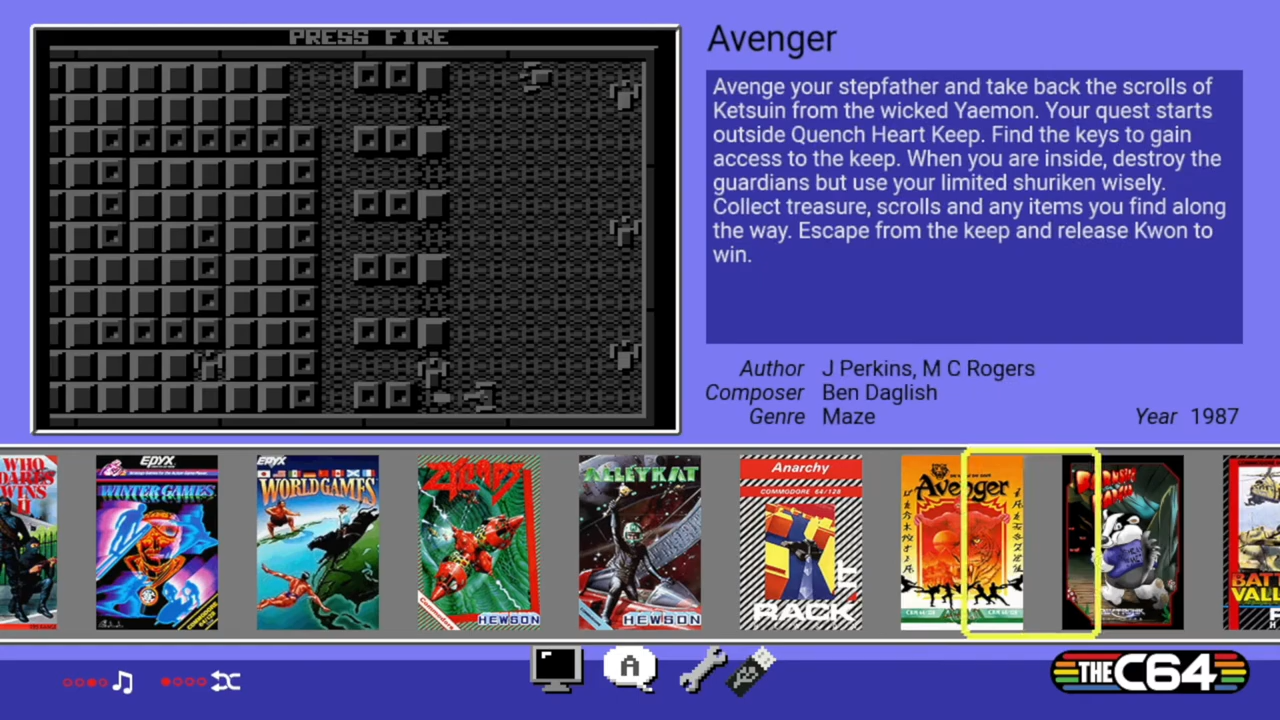 PRESS FIRE
Avenger
Avenge your stepfather and take back the scrolls of
Ketsuin from the wicked Yaemon. Your quest starts
outside Quench Heart Keep. Find the keys to gain
access to the keep. When you are inside, destroy the
guardians but use your limited shuriken wisely.
Collect treasure, scrolls and any items you find along
the way. Escape from the keep and release Kwon to
win.
Author J Perkins, M C Rogers
Composer Ben Daglish
Genre Maze
Year 1987
WHO
DARES
WINS
II
EPYX
WINTER GAMES
EPYX
WORLD GAMES
ZYNAPS
HEWSON
ALLEYKAT
HEWSON
Anarchy
COMMODORE 64/128
RACK
IT
Avenger
BATT
VALL
A
THE C64